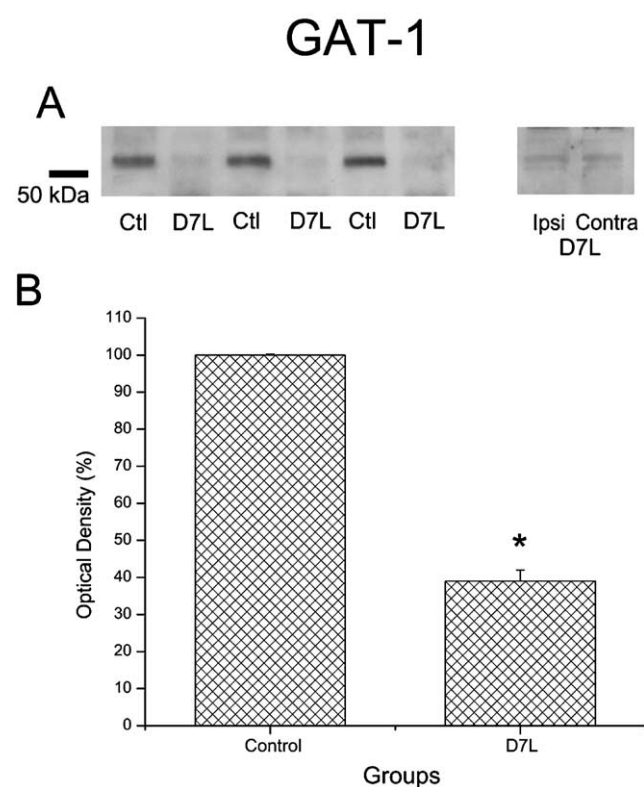 GAT-1
A
50 kDa
Ctl D7L Ctl D7L Ctl D7L
Ipsi Contra
D7L
B
110
100
90
80
70
60
50
40
30
20
10
0
Optical Density (%)
*
Control D7L
Groups